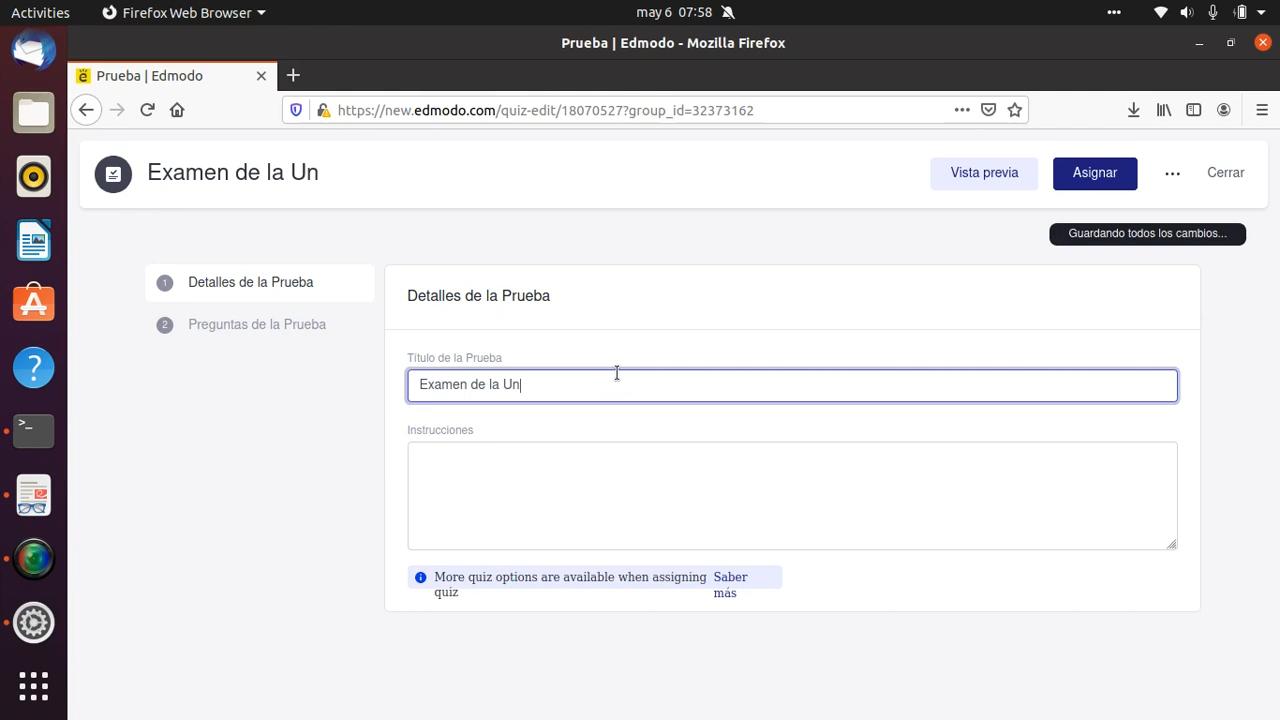 Activities
Firefox Web Browser
may 6 07:58
Prueba | Edmodo - Mozilla Firefox
Prueba | Edmodo
https://new.edmodo.com/quiz-edit/18070527?group_id=32373162
Examen de la Un
Vista previa
Asignar
Cerrar
Guardando todos los cambios...
1 Detalles de la Prueba
2 Preguntas de la Prueba
Detalles de la Prueba
Título de la Prueba
Examen de la Un
Instrucciones
More quiz options are available when assigning quiz
Saber más